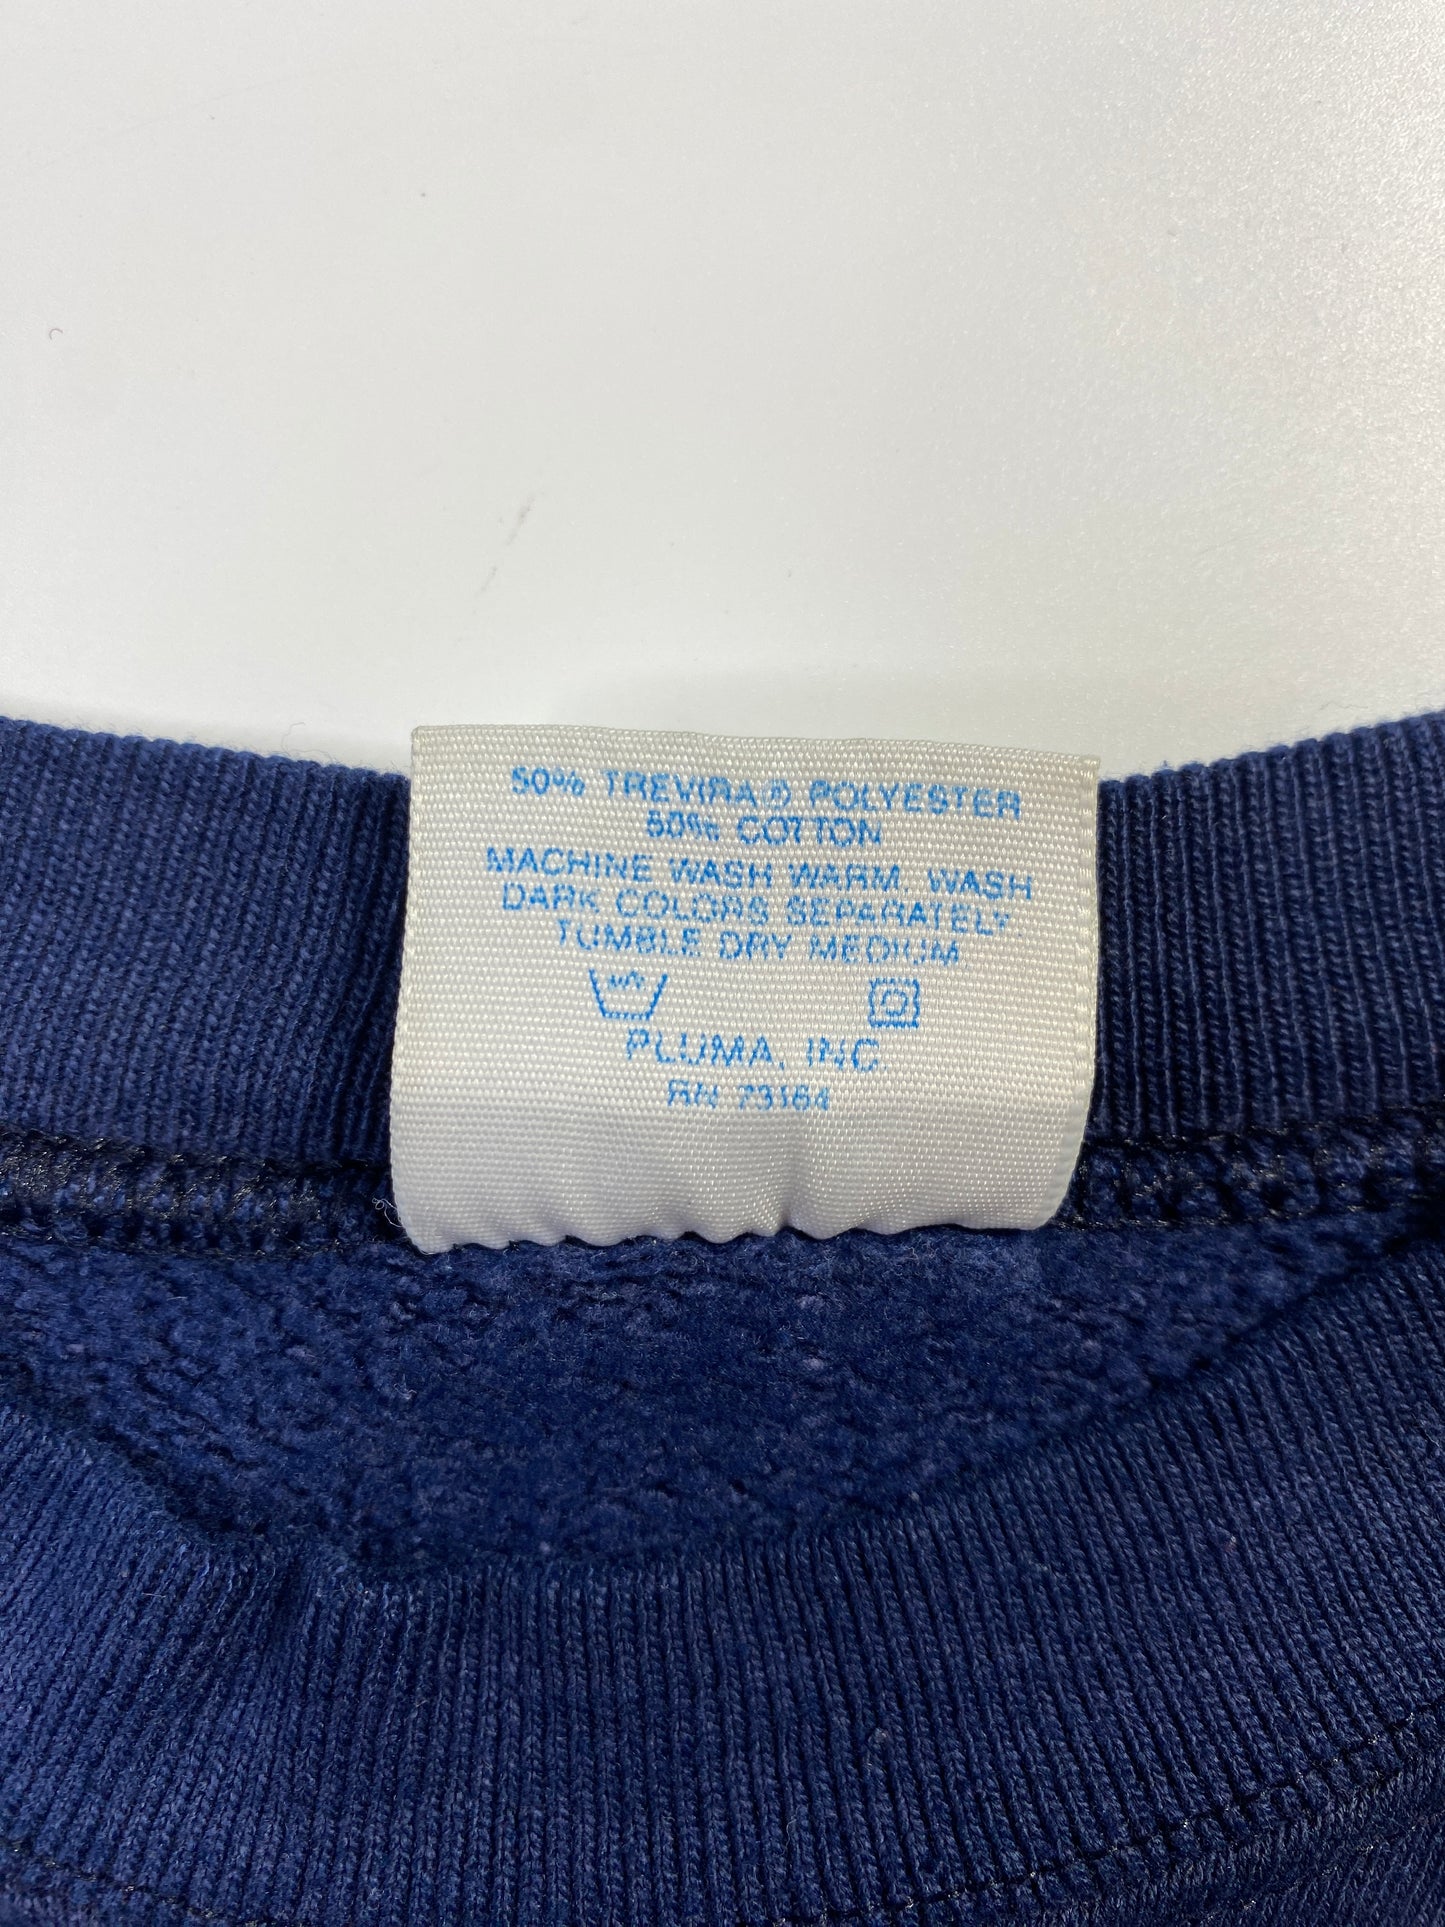 50% TREVIRA® POLYESTER
50% COTTON
MACHINE WASH WARM, WASH
DARK COLORS SEPARATELY
TUMBLE DRY MEDIUM
PLUMA, INC.
RN 73164